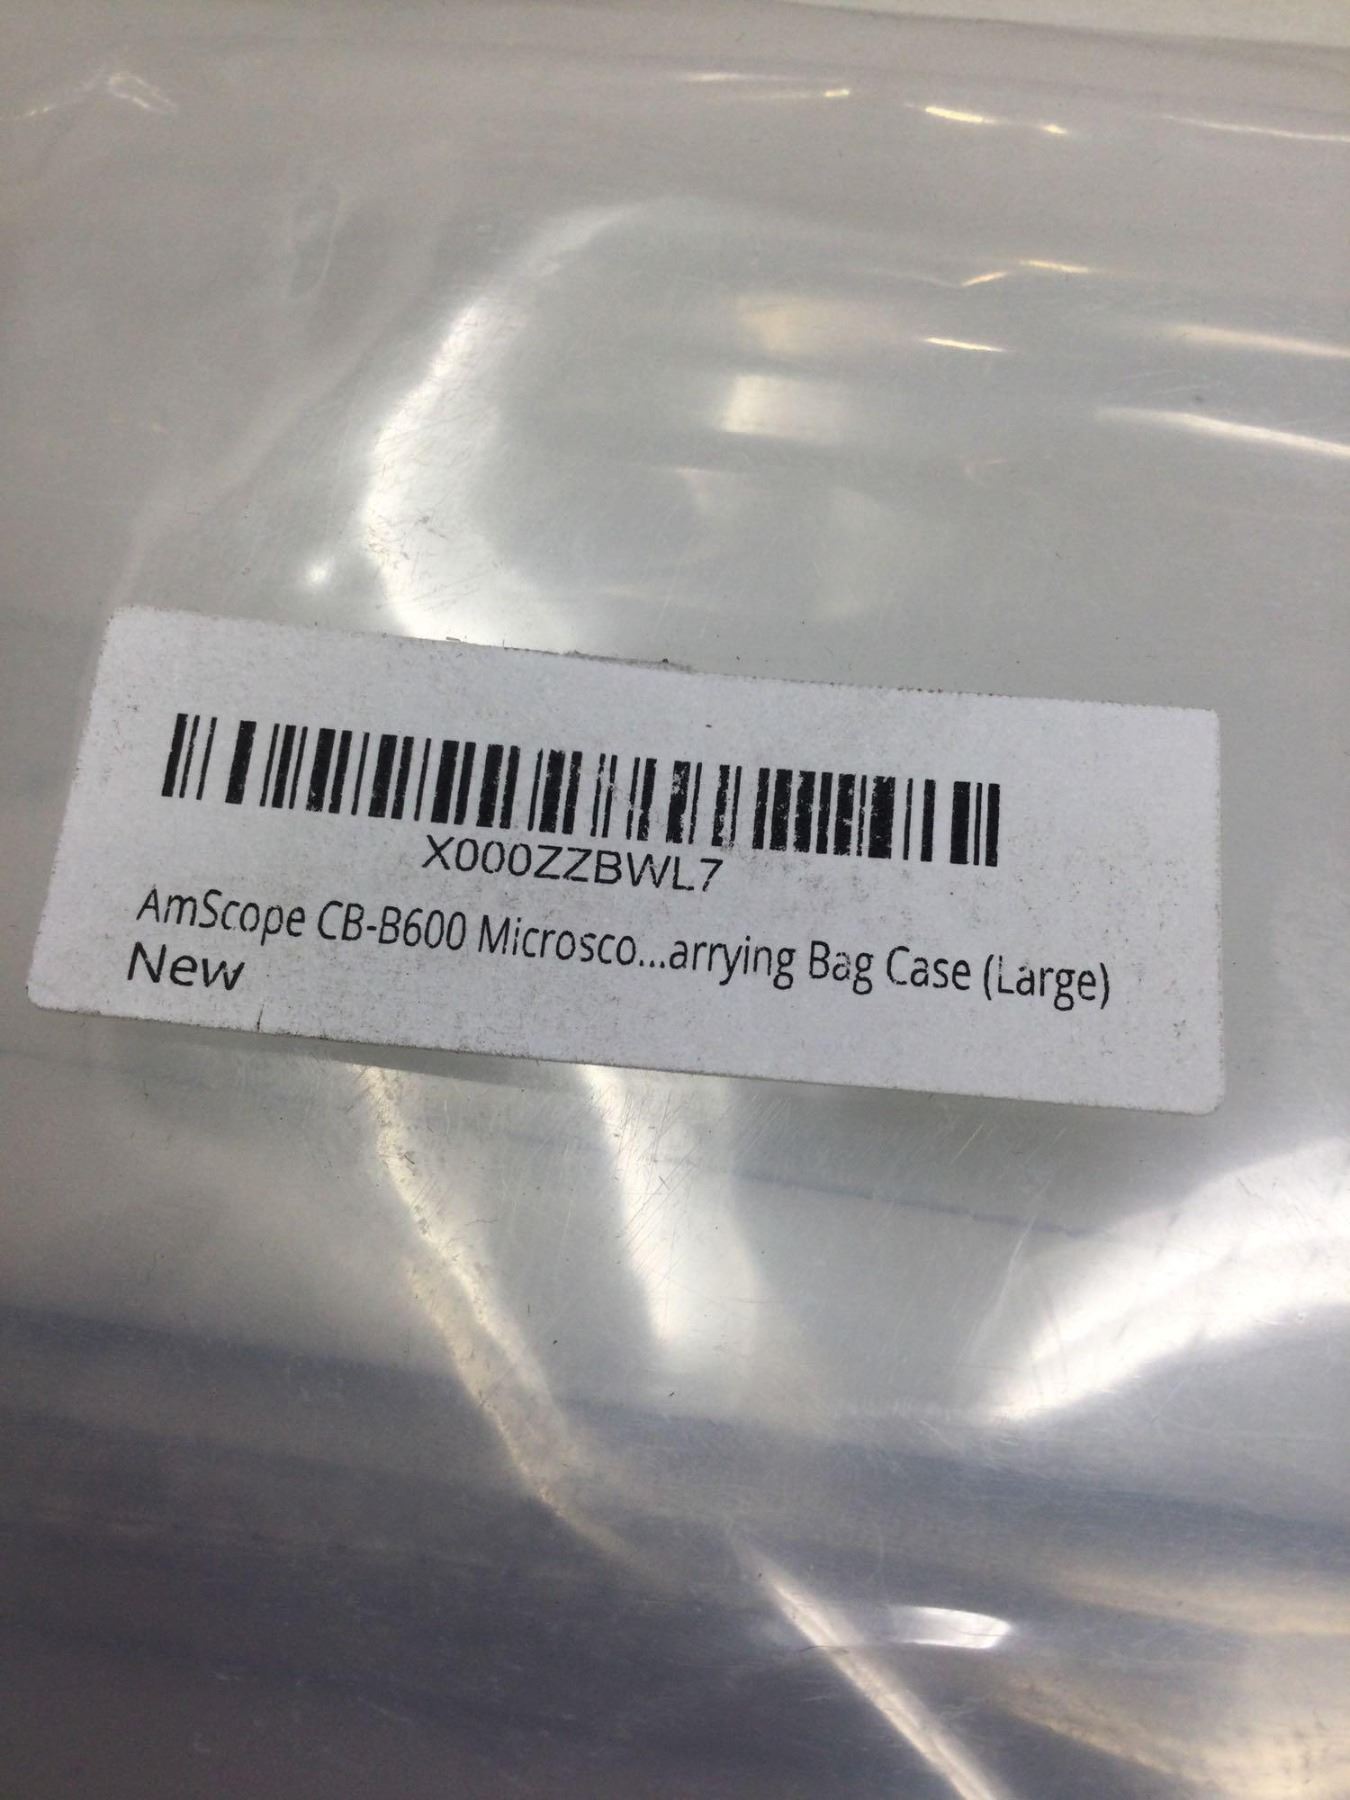 X000ZZBWL7
AmScope CB-B600 Microsco...arrying Bag Case (Large)
New